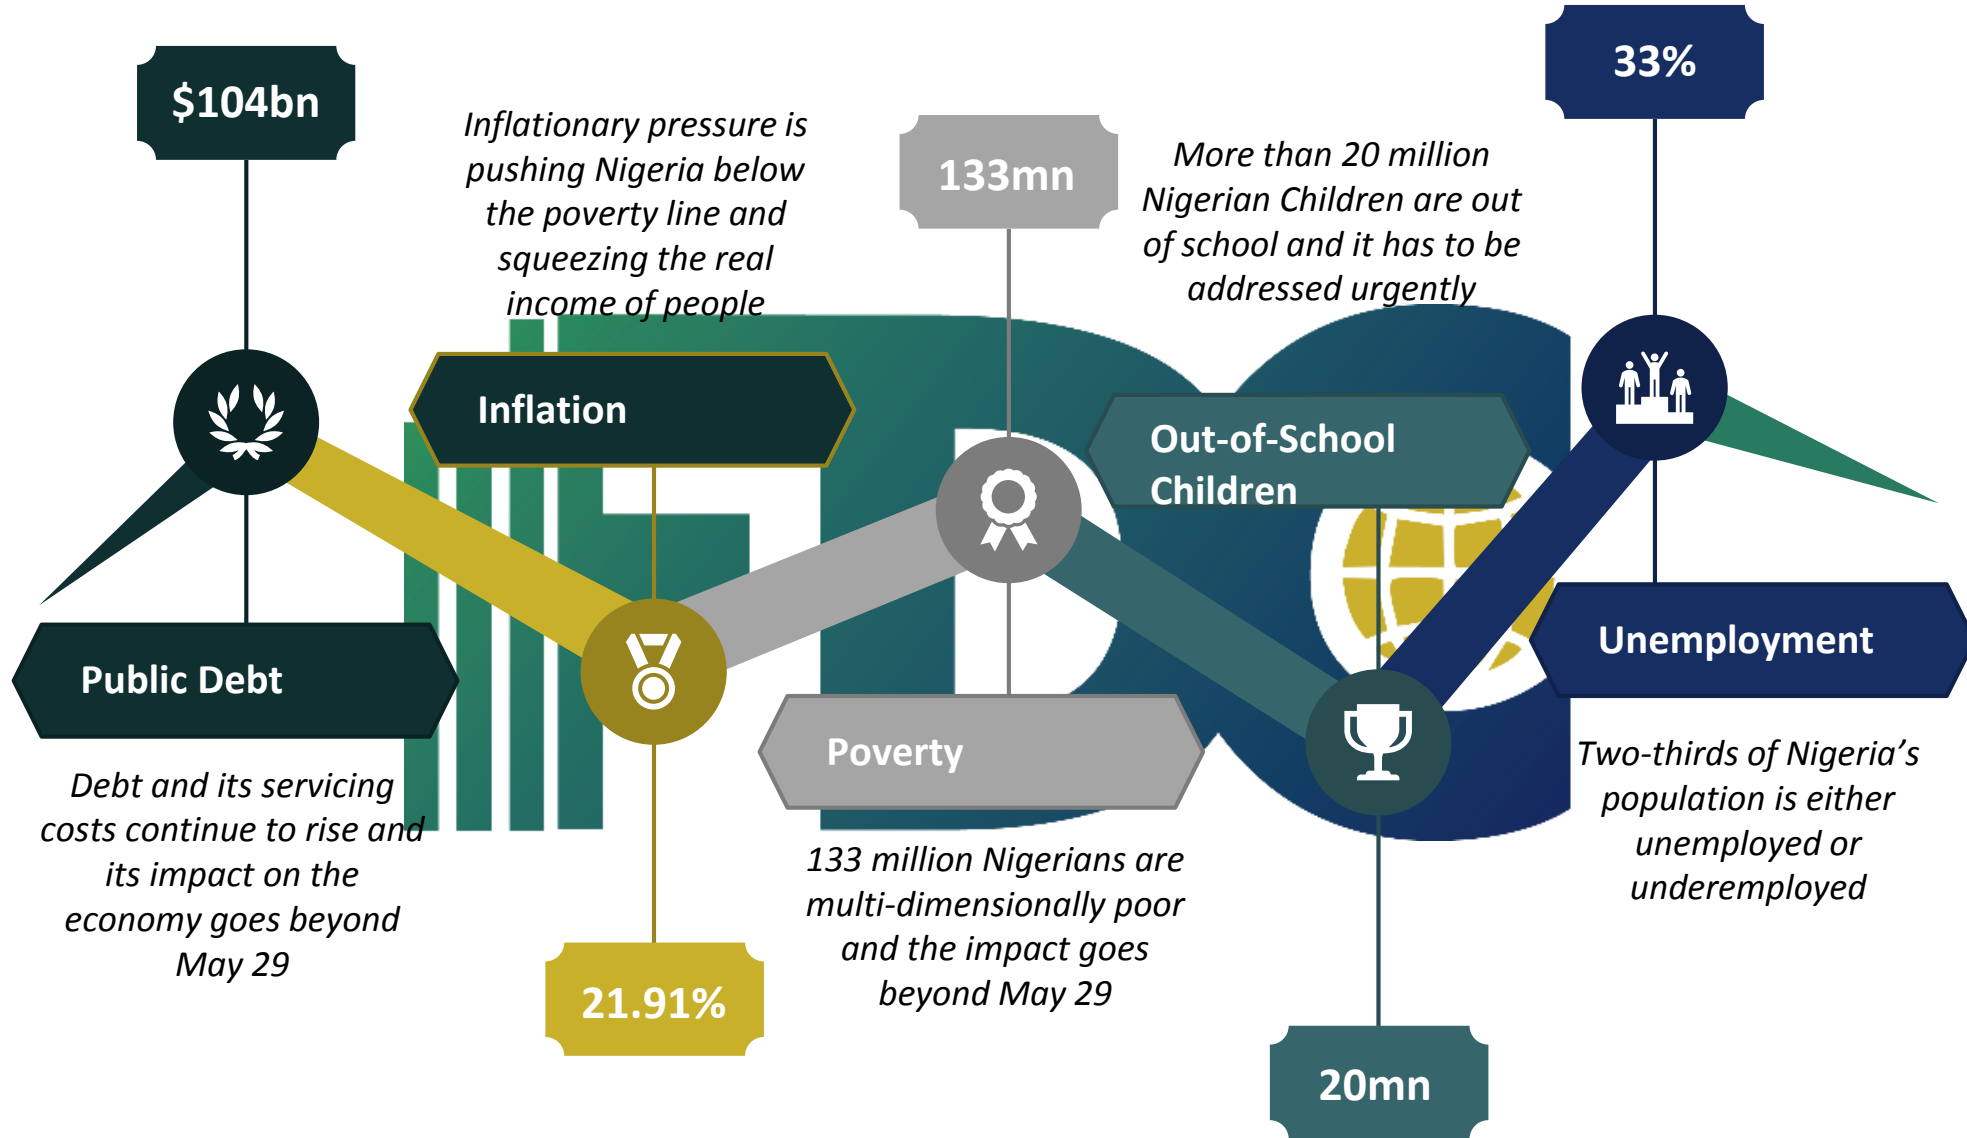 $104bn
Public Debt
Debt and its servicing
costs continue to rise and
its impact on the
economy goes beyond
May 29
Inflationary pressure is
pushing Nigeria below
the poverty line and
squeezing the real
income of people
Inflation
21.91%
133mn
Poverty
133 million Nigerians are
multi-dimensionally poor
and the impact goes
beyond May 29
More than 20 million
Nigerian Children are out
of school and it has to be
addressed urgently
Out-of-School
Children
20mn
33%
Unemployment
Two-thirds of Nigeria’s
population is either
unemployed or
underemployed